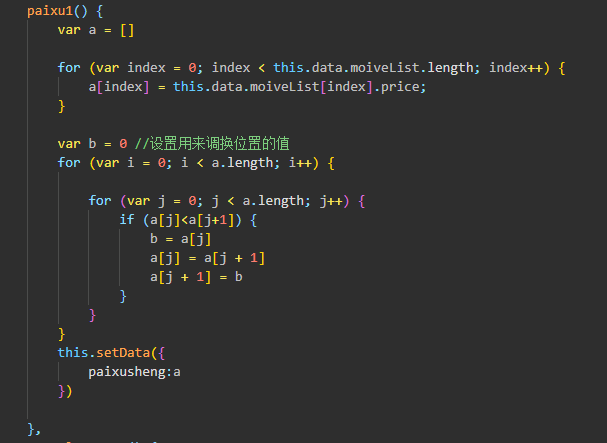 paixu1() {
var a = []
for (var index = 0; index < this.data.moiveList.length; index++) {
a[index] = this.data.moiveList[index].price;
}
var b = 0 //设置用来调换位置的值
for (var i = 0; i < a.length; i++) {
for (var j = 0; j < a.length; j++) {
if (a[j]<a[j+1]) {
b = a[j]
a[j] = a[j + 1]
a[j + 1] = b
}
}
}
this.setData({
paixusheng:a
})
},